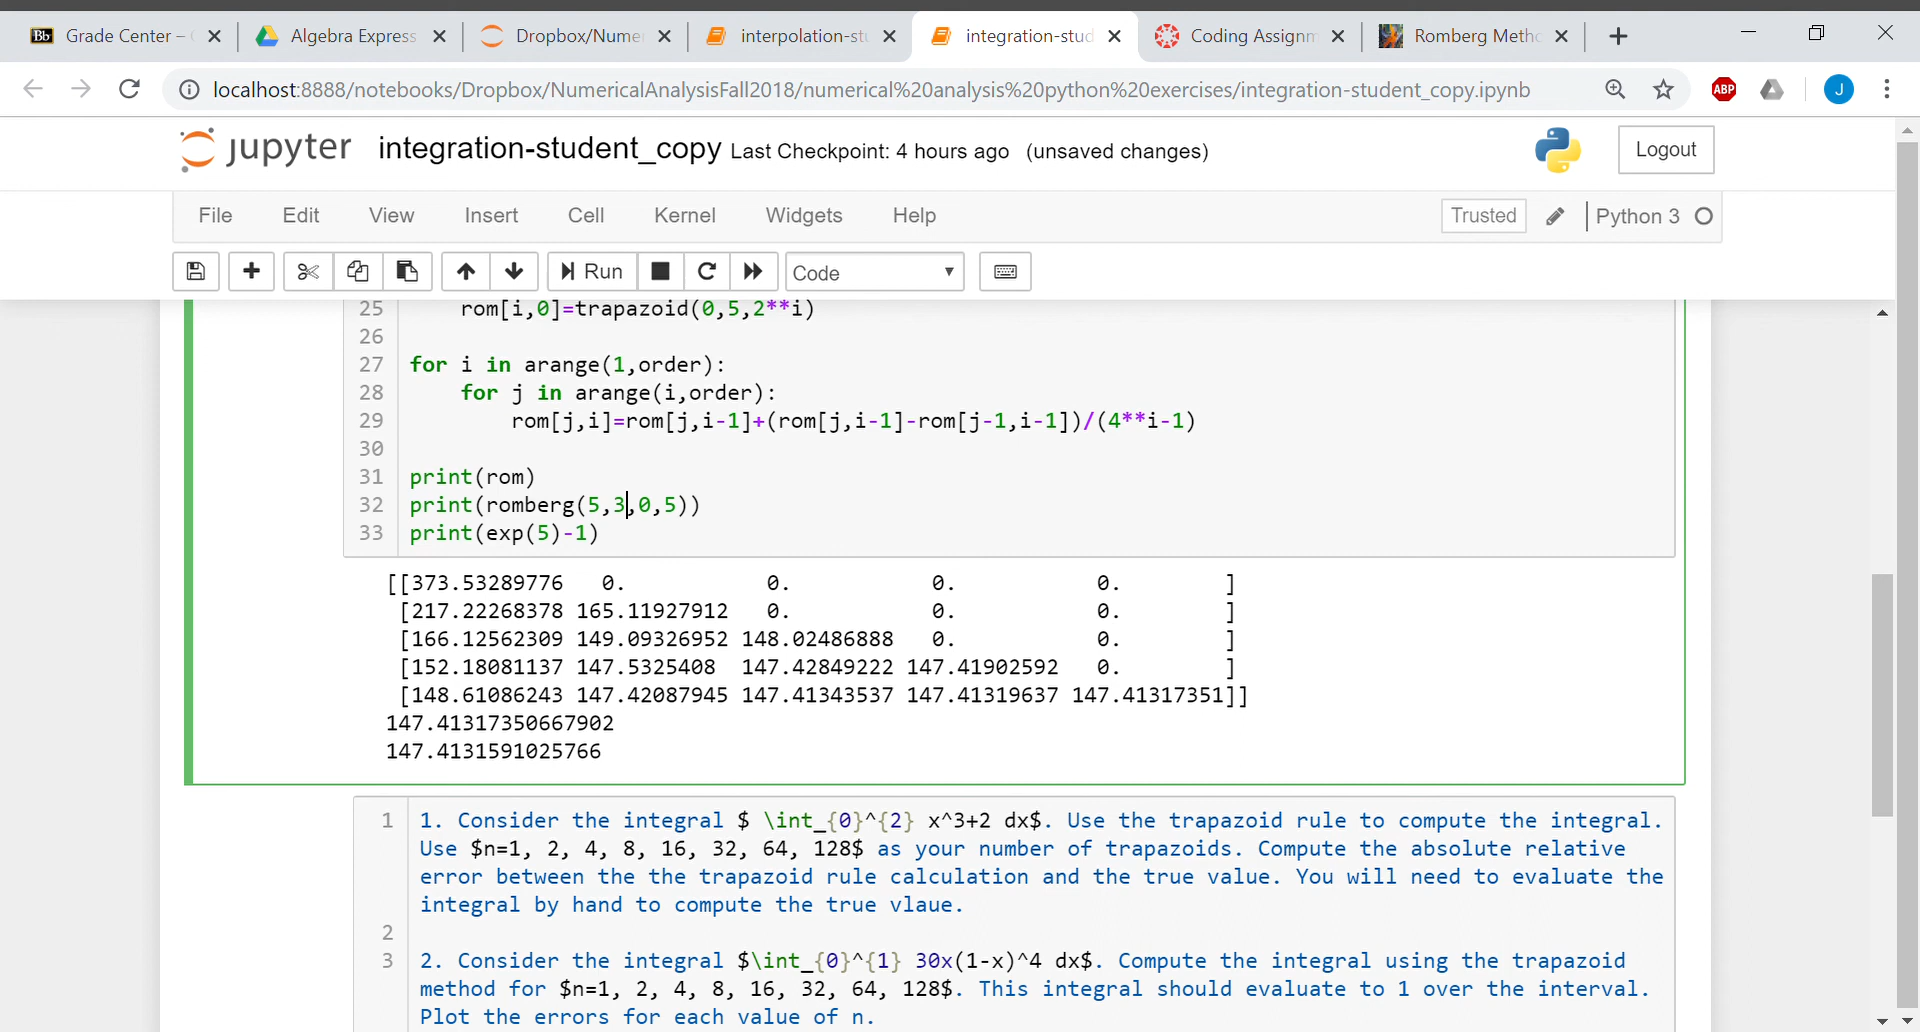 Bb Grade Center –
Algebra Express
Dropbox/Nume
interpolation-stu
integration-stud
Coding Assignm
Romberg Metho
localhost:8888/notebooks/Dropbox/NumericalAnalysisFall2018/numerical%20analysis%20python%20exercises/integration-student_copy.ipynb
ABP
J
jupyter integration-student_copy Last Checkpoint: 4 hours ago (unsaved changes)
Logout
File Edit View Insert Cell Kernel Widgets Help
Trusted
Python 3
Run
Code
25 rom[i,0]=trapazoid(0,5,2**i)
26
27 for i in arange(1,order):
28 for j in arange(i,order):
29 rom[j,i]=rom[j,i-1]+(rom[j,i-1]-rom[j-1,i-1])/(4**i-1)
30
31 print(rom)
32 print(romberg(5,3,0,5))
33 print(exp(5)-1)
[[373.53289776 0. 0. 0. 0. ]
[217.22268378 165.11927912 0. 0. 0. ]
[166.12562309 149.09326952 148.02486888 0. 0. ]
[152.18081137 147.5325408 147.42849222 147.41902592 0. ]
[148.61086243 147.42087945 147.41343537 147.41319637 147.41317351]]
147.41317350667902
147.4131591025766
1 1. Consider the integral $ \int_{0}^{2} x^3+2 dx$. Use the trapazoid rule to compute the integral.
Use $n=1, 2, 4, 8, 16, 32, 64, 128$ as your number of trapazoids. Compute the absolute relative
error between the the trapazoid rule calculation and the true value. You will need to evaluate the
integral by hand to compute the true vlaue.
2
3 2. Consider the integral $\int_{0}^{1} 30x(1-x)^4 dx$. Compute the integral using the trapazoid
method for $n=1, 2, 4, 8, 16, 32, 64, 128$. This integral should evaluate to 1 over the interval.
Plot the errors for each value of n.